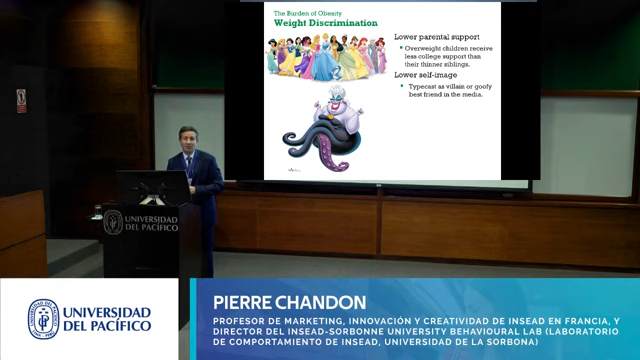 The Burden of Obesity
Weight Discrimination
Lower parental support
Overweight children receive
less college support than
their thinner siblings.
Lower self-image
Typecast as villain or goofy
best friend in the media.
UNIVERSIDAD
DEL PACÍFICO
UNIVERSIDAD
DEL PACÍFICO
PIERRE CHANDON
PROFESOR DE MARKETING, INNOVACIÓN Y CREATIVIDAD DE INSEAD EN FRANCIA, Y
DIRECTOR DEL INSEAD-SORBONNE UNIVERSITY BEHAVIOURAL LAB (LABORATORIO
DE COMPORTAMIENTO DE INSEAD, UNIVERSIDAD DE LA SORBONA)